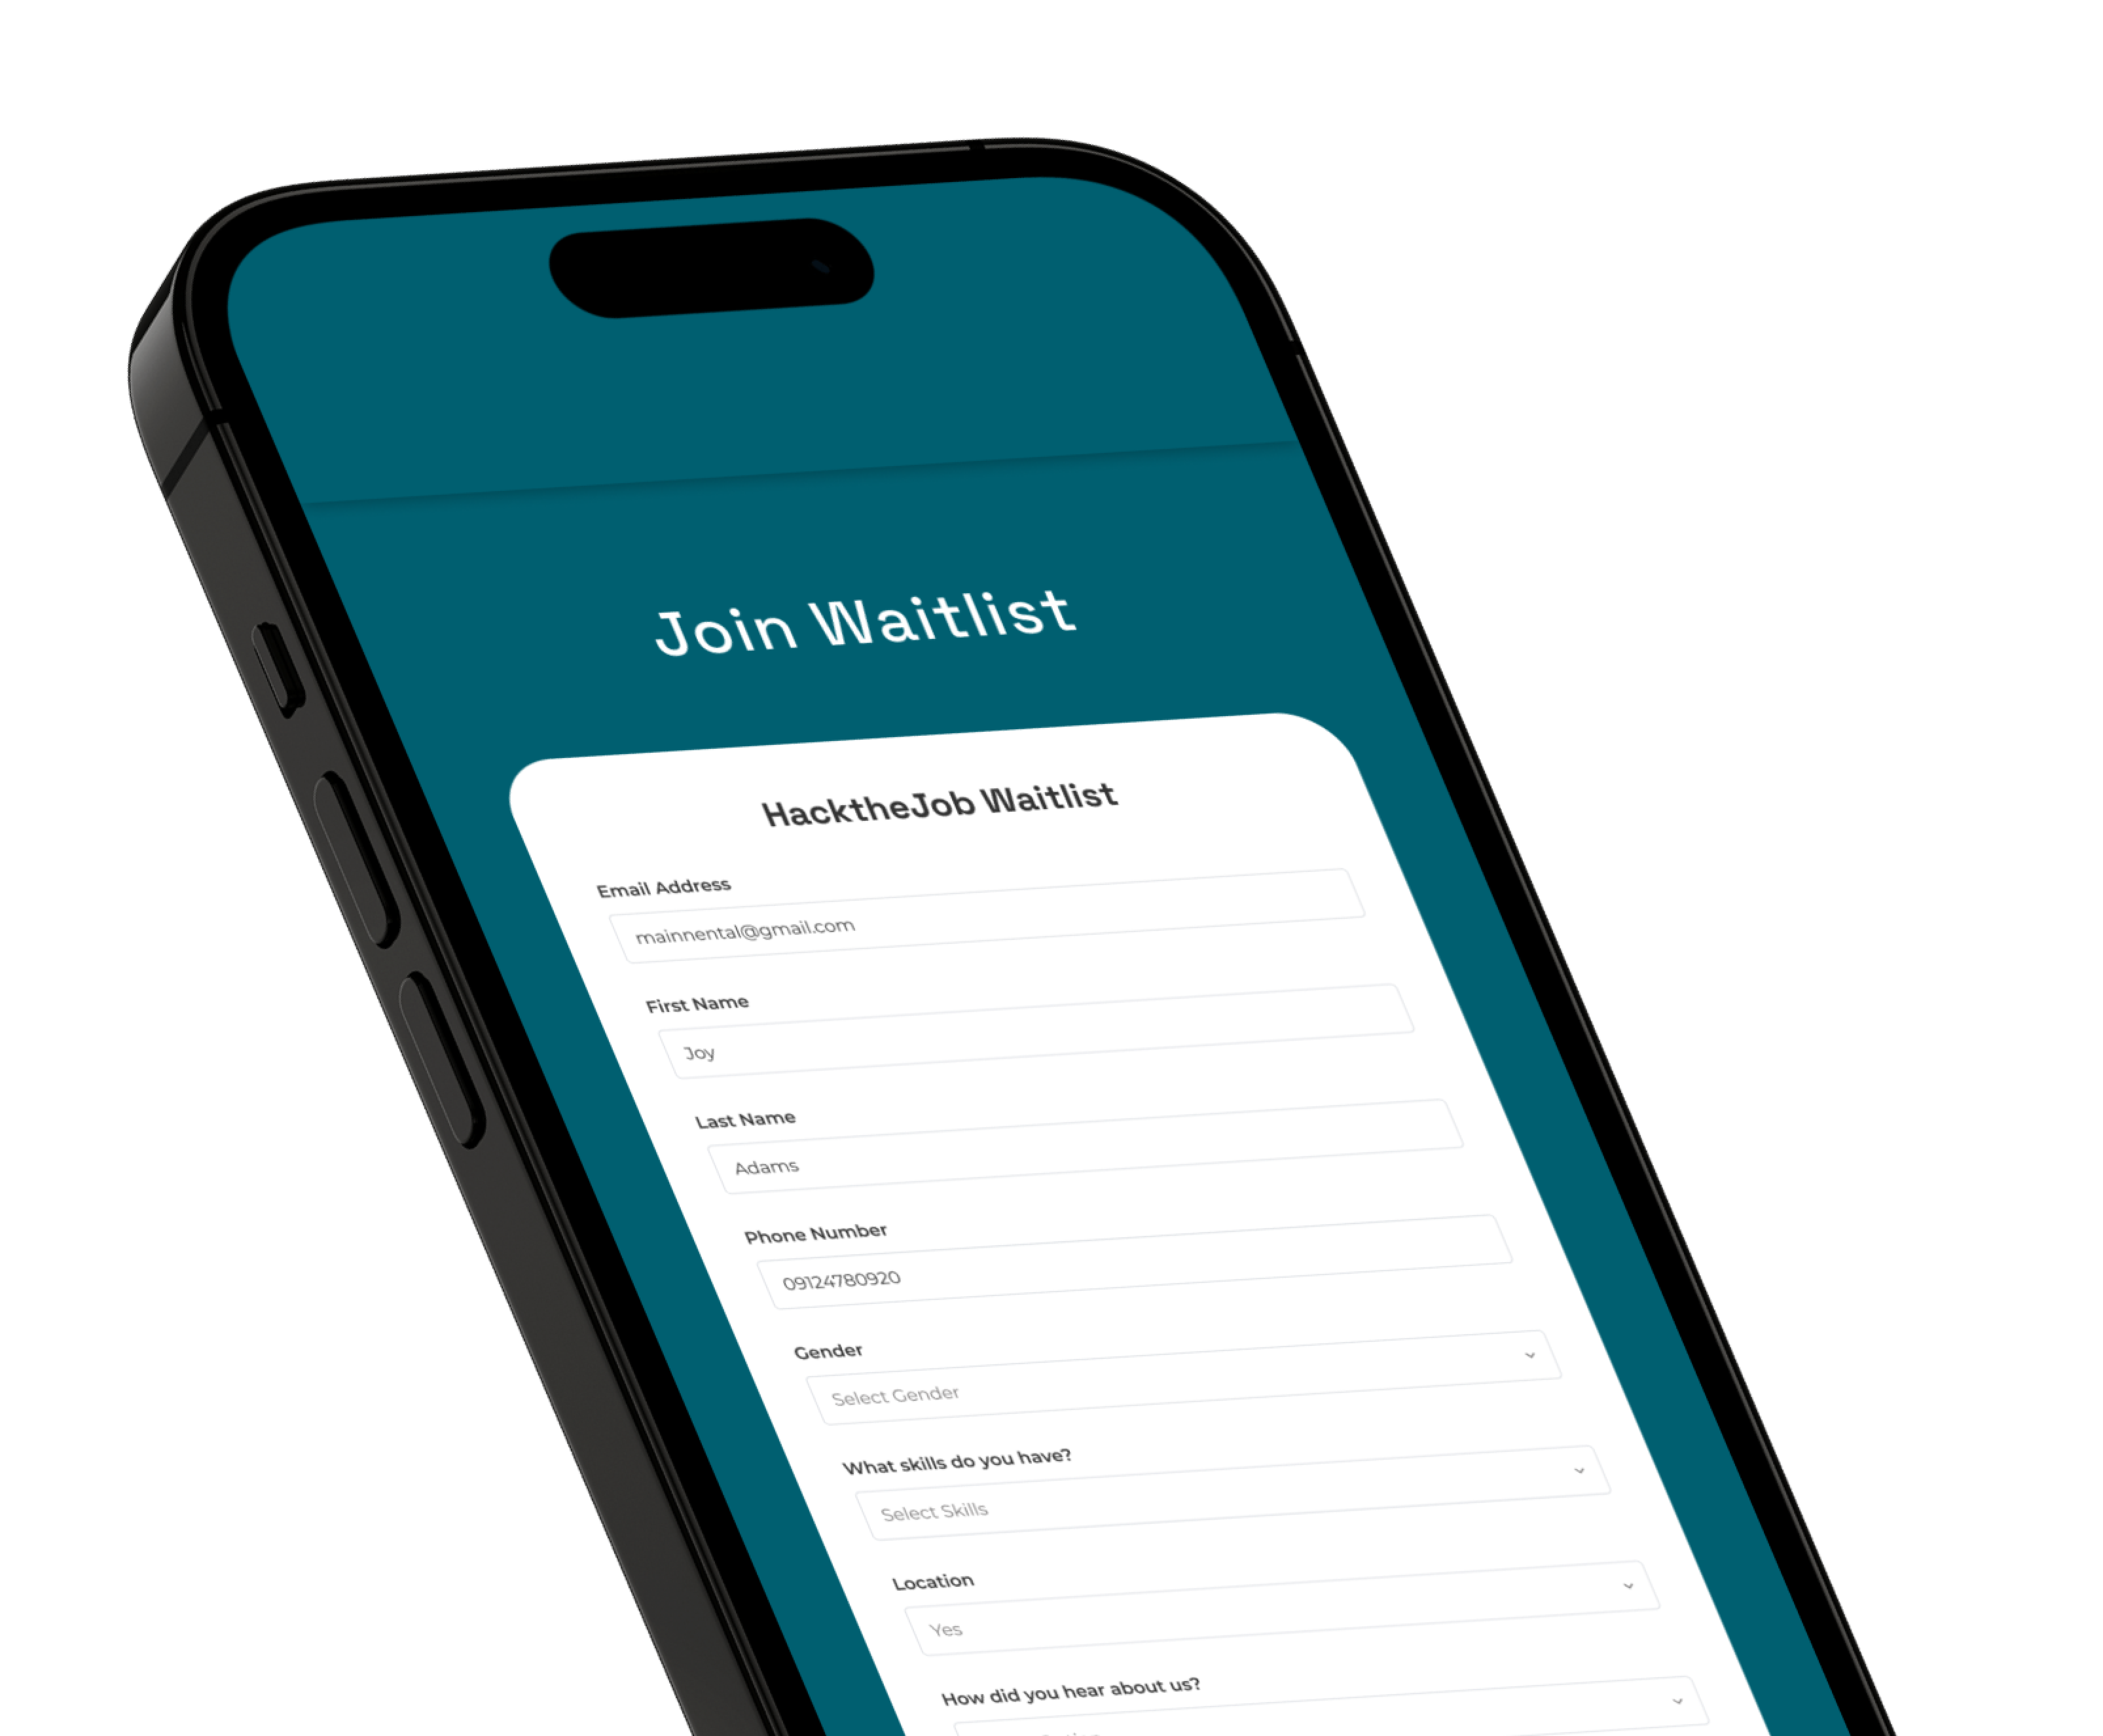 Join Waitlist
HacktheJob Waitlist
Email Address
mainnental@gmail.com
First Name
Joy
Last Name
Adams
Phone Number
09124780920
Gender
Select Gender
What skills do you have?
Select Skills
Location
Yes
How did you hear about us?